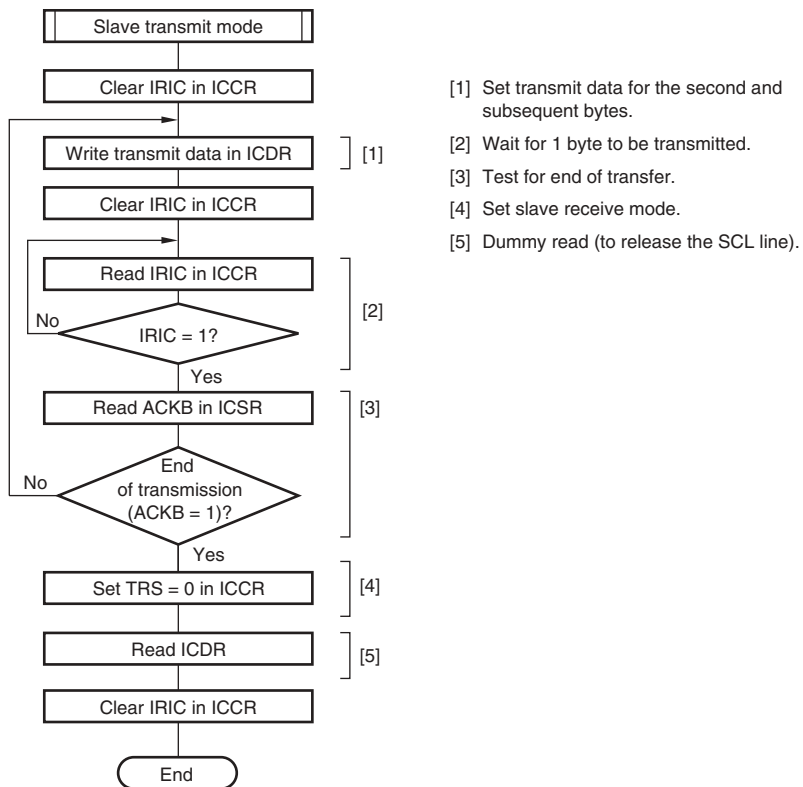 Slave transmit mode
Clear IRIC in ICCR
Write transmit data in ICDR
[1]
Clear IRIC in ICCR
Read IRIC in ICCR
[2]
No
IRIC = 1?
Yes
Read ACKB in ICSR
[3]
No
End
of transmission
(ACKB = 1)?
Yes
Set TRS = 0 in ICCR
[4]
Read ICDR
[5]
Clear IRIC in ICCR
End
[1] Set transmit data for the second and
subsequent bytes.
[2] Wait for 1 byte to be transmitted.
[3] Test for end of transfer.
[4] Set slave receive mode.
[5] Dummy read (to release the SCL line).